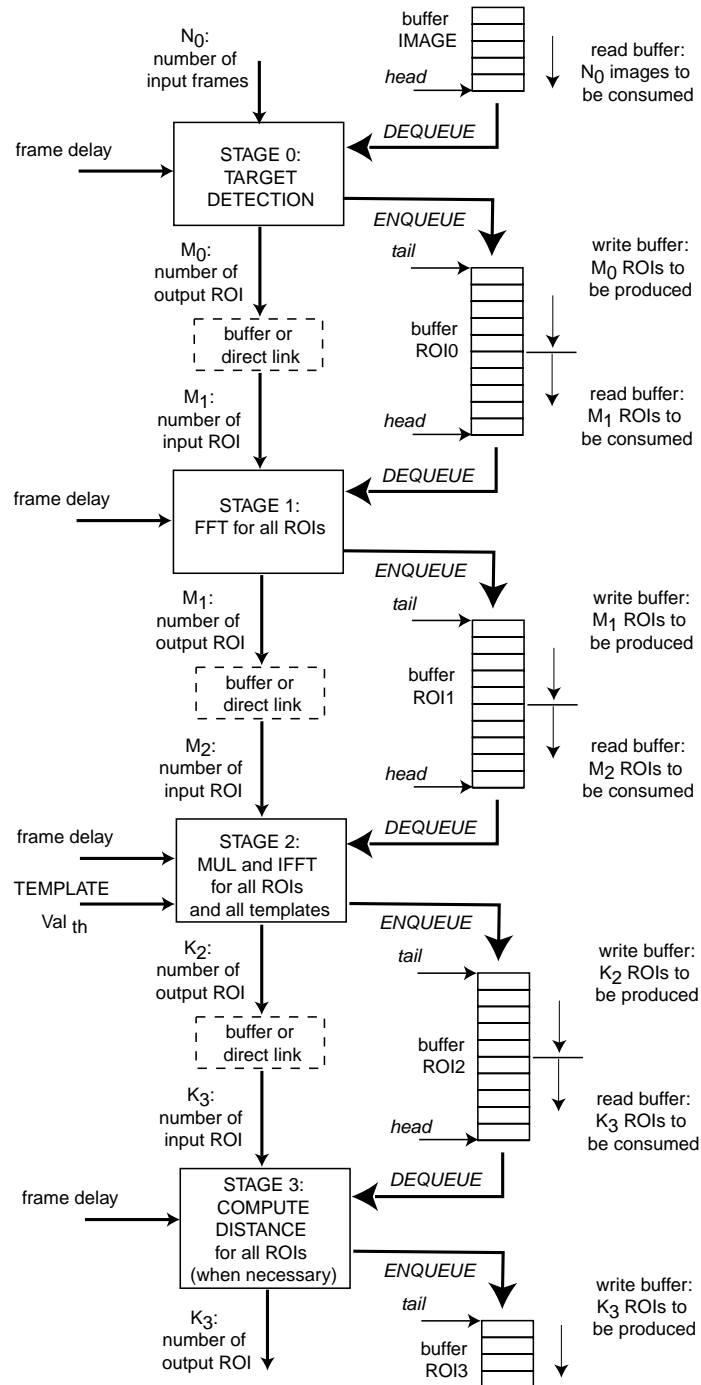 N0:
number of
input frames
buffer
IMAGE
head
read buffer:
N0 images to
be consumed
DEQUEUE
frame delay
STAGE 0:
TARGET
DETECTION
ENQUEUE
M0:
number of
output ROI
tail
write buffer:
M0 ROIs to
be produced
buffer or
direct link
buffer
ROI0
M1:
number of
input ROI
head
read buffer:
M1 ROIs to
be consumed
DEQUEUE
frame delay
STAGE 1:
FFT for all ROIs
ENQUEUE
M1:
number of
output ROI
tail
write buffer:
M1 ROIs to
be produced
buffer or
direct link
buffer
ROI1
M2:
number of
input ROI
head
read buffer:
M2 ROIs to
be consumed
DEQUEUE
frame delay
TEMPLATE
Val th
STAGE 2:
MUL and IFFT
for all ROIs
and all templates
ENQUEUE
K2:
number of
output ROI
tail
write buffer:
K2 ROIs to
be produced
buffer or
direct link
buffer
ROI2
K3:
number of
input ROI
head
read buffer:
K3 ROIs to
be consumed
DEQUEUE
frame delay
STAGE 3:
COMPUTE
DISTANCE
for all ROIs
(when necessary)
ENQUEUE
K3:
number of
output ROI
tail
buffer
ROI3
write buffer:
K3 ROIs to
be produced